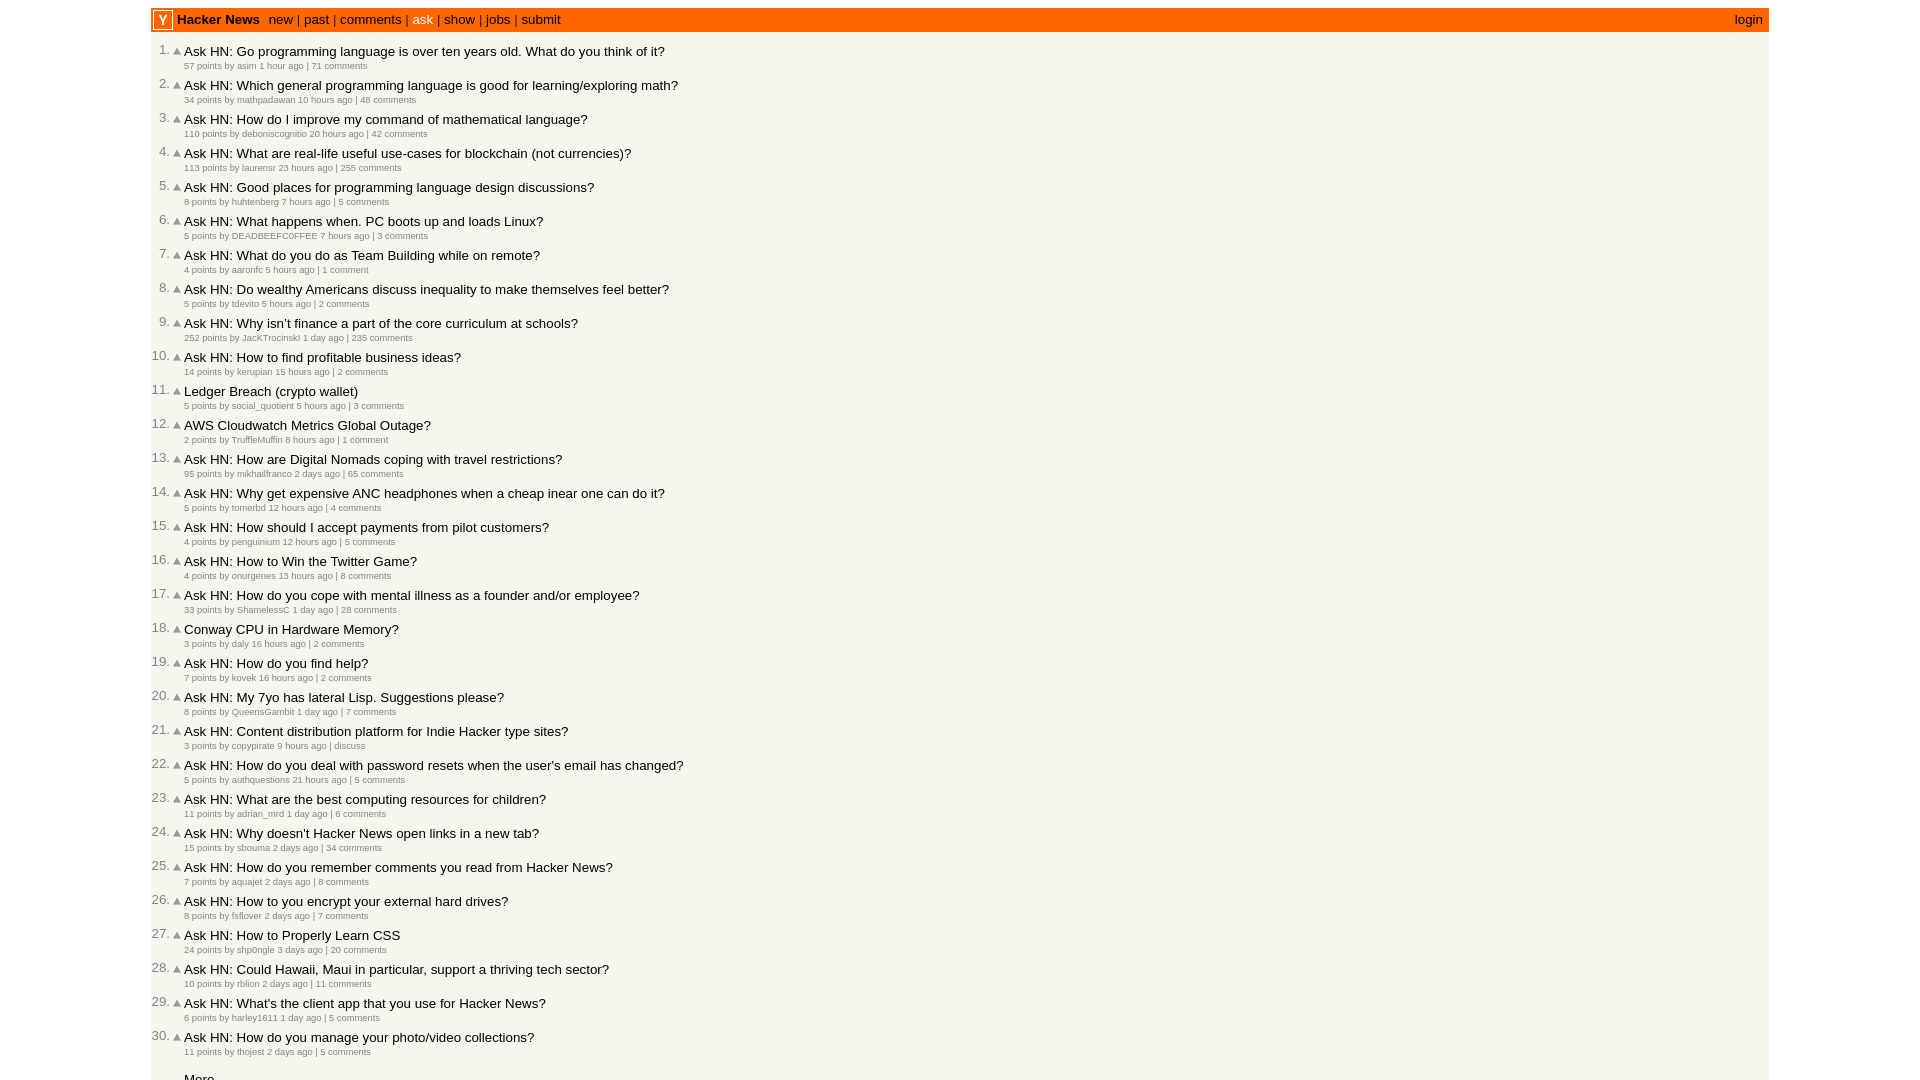 Y Hacker News new | past | comments | ask | show | jobs | submit login
1. Ask HN: Go programming language is over ten years old. What do you think of it?
57 points by asim 1 hour ago | 71 comments
2. Ask HN: Which general programming language is good for learning/exploring math?
34 points by mathpadawan 10 hours ago | 48 comments
3. Ask HN: How do I improve my command of mathematical language?
110 points by deboniscognitio 20 hours ago | 42 comments
4. Ask HN: What are real-life useful use-cases for blockchain (not currencies)?
113 points by laurensr 23 hours ago | 255 comments
5. Ask HN: Good places for programming language design discussions?
8 points by huhtenberg 7 hours ago | 5 comments
6. Ask HN: What happens when. PC boots up and loads Linux?
5 points by DEADBEEFC0FFEE 7 hours ago | 3 comments
7. Ask HN: What do you do as Team Building while on remote?
4 points by aaronfc 5 hours ago | 1 comment
8. Ask HN: Do wealthy Americans discuss inequality to make themselves feel better?
5 points by tdevito 5 hours ago | 2 comments
9. Ask HN: Why isn't finance a part of the core curriculum at schools?
252 points by JacKTrocinskI 1 day ago | 235 comments
10. Ask HN: How to find profitable business ideas?
14 points by kerupian 15 hours ago | 2 comments
11. Ledger Breach (crypto wallet)
5 points by social_quotient 5 hours ago | 3 comments
12. AWS Cloudwatch Metrics Global Outage?
2 points by TruffleMuffin 8 hours ago | 1 comment
13. Ask HN: How are Digital Nomads coping with travel restrictions?
95 points by mikhailfranco 2 days ago | 65 comments
14. Ask HN: Why get expensive ANC headphones when a cheap inear one can do it?
5 points by tomerbd 12 hours ago | 4 comments
15. Ask HN: How should I accept payments from pilot customers?
4 points by penguinium 12 hours ago | 5 comments
16. Ask HN: How to Win the Twitter Game?
4 points by onurgenes 13 hours ago | 8 comments
17. Ask HN: How do you cope with mental illness as a founder and/or employee?
33 points by ShamelessC 1 day ago | 28 comments
18. Conway CPU in Hardware Memory?
3 points by daly 16 hours ago | 2 comments
19. Ask HN: How do you find help?
7 points by kovek 16 hours ago | 2 comments
20. Ask HN: My 7yo has lateral Lisp. Suggestions please?
8 points by QueensGambit 1 day ago | 7 comments
21. Ask HN: Content distribution platform for Indie Hacker type sites?
3 points by copypirate 9 hours ago | discuss
22. Ask HN: How do you deal with password resets when the user's email has changed?
5 points by authquestions 21 hours ago | 5 comments
23. Ask HN: What are the best computing resources for children?
11 points by adrian_mrd 1 day ago | 6 comments
24. Ask HN: Why doesn't Hacker News open links in a new tab?
15 points by sbouma 2 days ago | 34 comments
25. Ask HN: How do you remember comments you read from Hacker News?
7 points by aquajet 2 days ago | 8 comments
26. Ask HN: How to you encrypt your external hard drives?
8 points by fsflover 2 days ago | 7 comments
27. Ask HN: How to Properly Learn CSS
24 points by shp0ngle 3 days ago | 20 comments
28. Ask HN: Could Hawaii, Maui in particular, support a thriving tech sector?
10 points by rblion 2 days ago | 11 comments
29. Ask HN: What's the client app that you use for Hacker News?
6 points by harley1611 1 day ago | 5 comments
30. Ask HN: How do you manage your photo/video collections?
11 points by thojest 2 days ago | 5 comments
More